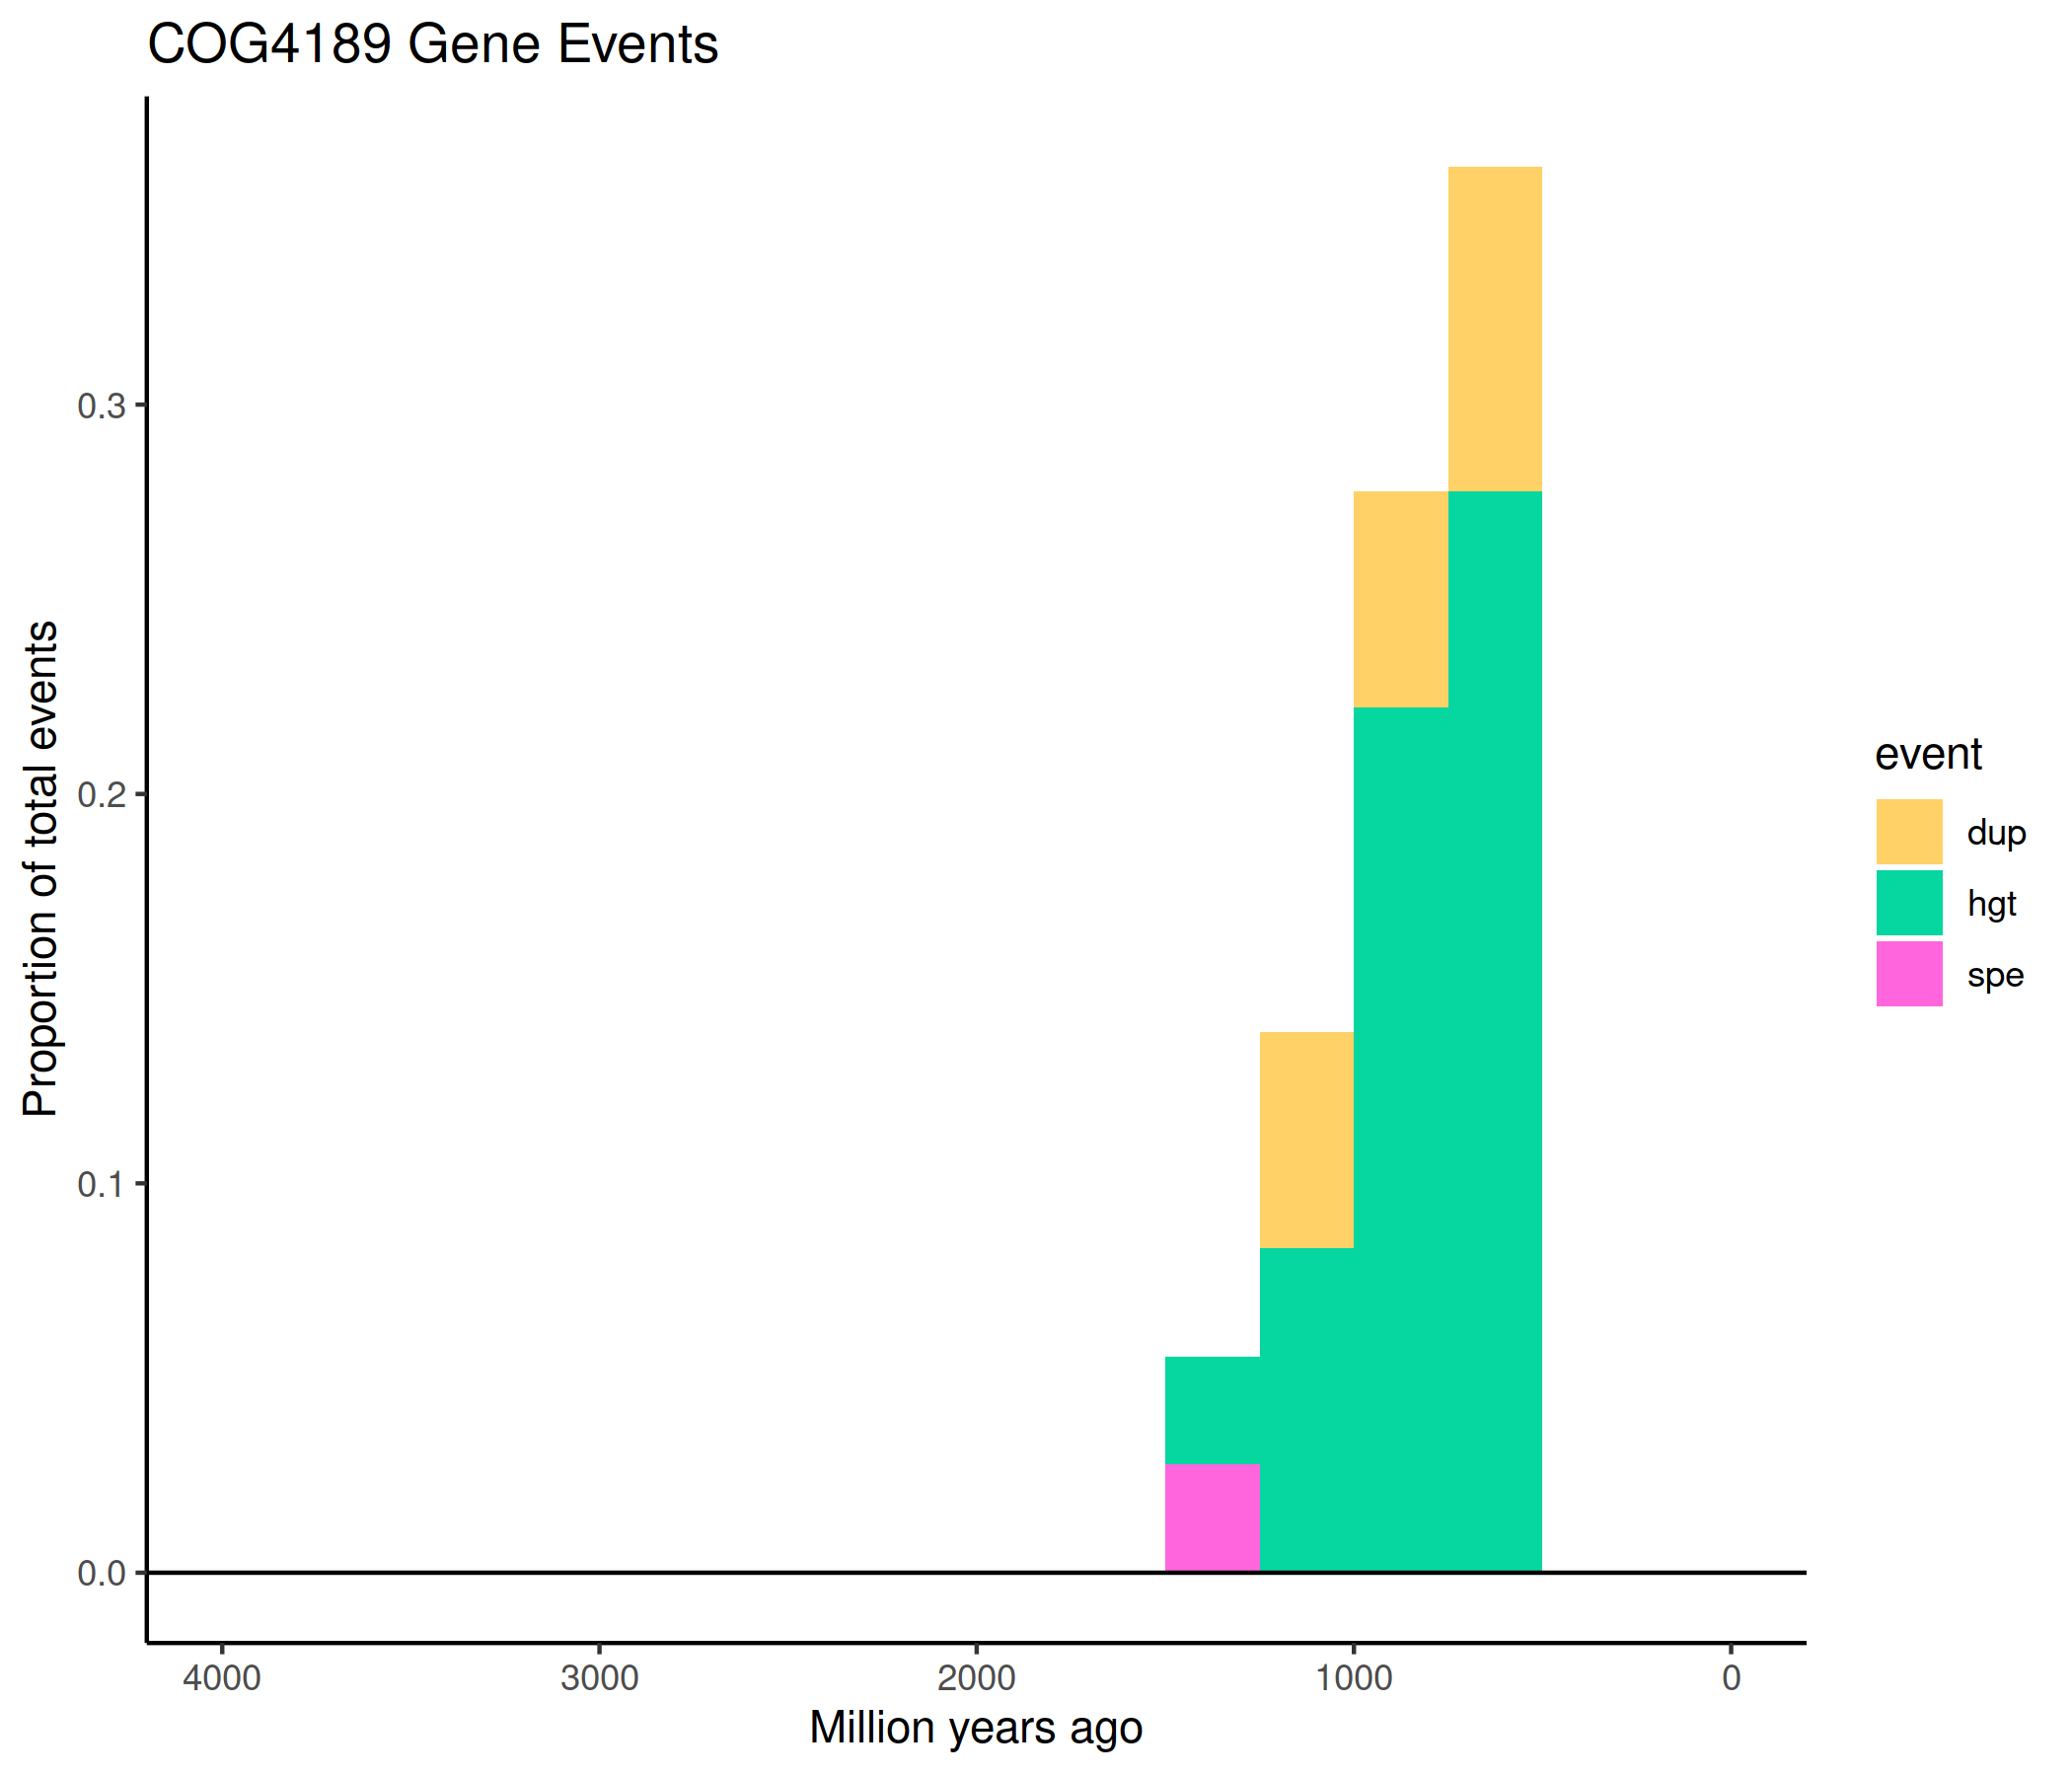 COG4189 Gene Events
Proportion of total events
0.3
0.2
0.1
0.0
4000 3000 2000 1000 0
Million years ago
event
dup
hgt
spe